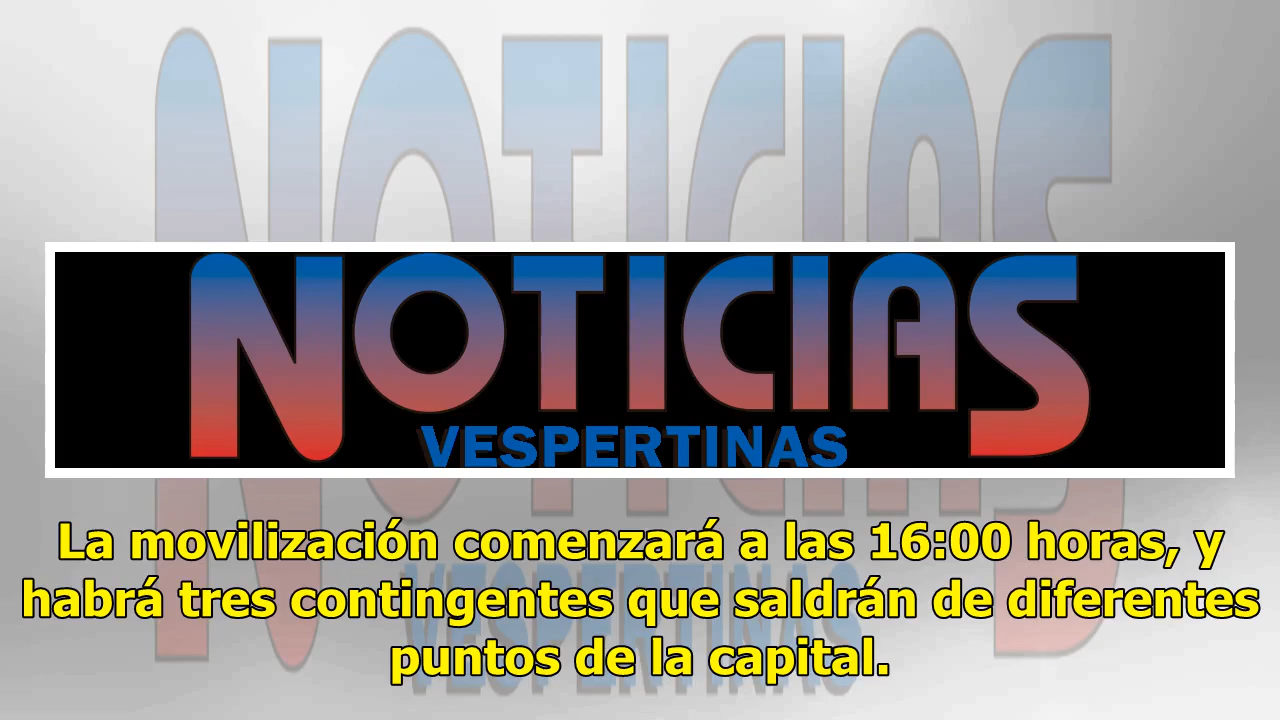 NOTICIAS
VESPERTINAS
La movilización comenzará a las 16:00 horas, y
habrá tres contingentes que saldrán de diferentes
puntos de la capital.